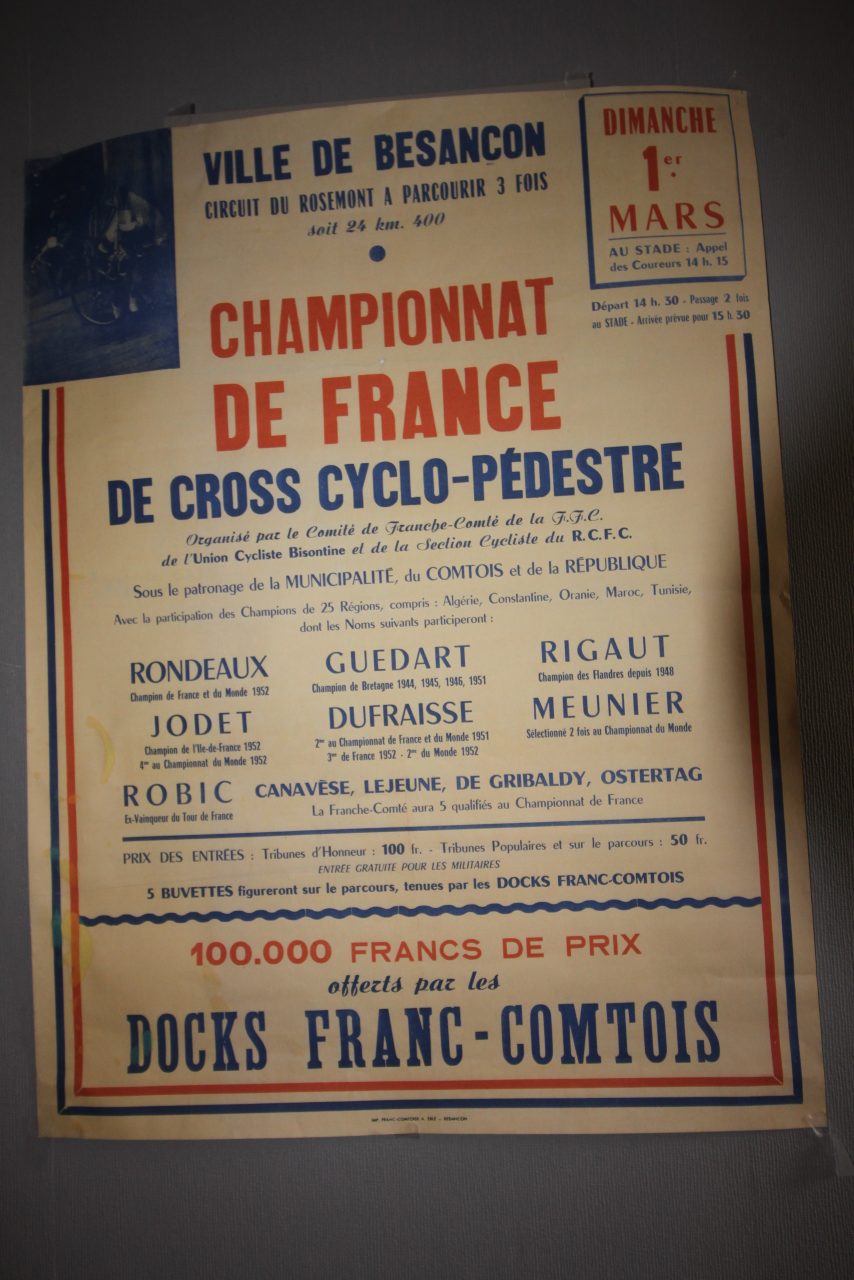 VILLE DE BESANÇON
CIRCUIT DU ROSEMONT A PARCOURIR 3 FOIS
soit 24 km. 400
DIMANCHE
1er
MARS
AU STADE : Appel
des Coureurs 14 h. 15
Départ 14 h. 30 - Passage 2 fois
au STADE - Arrivée prévue pour 15 h. 30
CHAMPIONNAT
DE FRANCE
DE CROSS CYCLO-PÉDESTRE
Organisé par le Comité de Franche-Comté de la F.F.C.
de l'Union Cycliste Bisontine et de la Section Cycliste du R.C.F.C.
Sous le patronage de la MUNICIPALITÉ, du COMTOIS et de la RÉPUBLIQUE
Avec la participation des Champions de 25 Régions, compris : Algérie, Constantine, Oranie, Maroc, Tunisie,
dont les Noms suivants participeront :
RONDEAUX
Champion de France et du Monde 1952
GUEDART
Champion de Bretagne 1944, 1945, 1946, 1951
RIGAUT
Champion des Flandres depuis 1948
JODET
Champion de l'Ile-de-France 1952
4me au Championnat du Monde 1952
DUFRAISSE
2me au Championnat de France et du Monde 1951
3me de France 1952 - 2me du Monde 1952
MEUNIER
Sélectionné 2 fois au Championnat du Monde
ROBIC
Ex-Vainqueur du Tour de France
CANAVÈSE, LEJEUNE, DE GRIBALDY, OSTERTAG
La Franche-Comté aura 5 qualifiés au Championnat de France
PRIX DES ENTRÉES : Tribunes d'Honneur : 100 fr. - Tribunes Populaires et sur le parcours : 50 fr.
ENTRÉE GRATUITE POUR LES MILITAIRES
5 BUVETTES figureront sur le parcours, tenues par les DOCKS FRANC-COMTOIS
100.000 FRANCS DE PRIX
offerts par les
DOCKS FRANC-COMTOIS
IMP. FRANC-COMTOISE
BESANCON